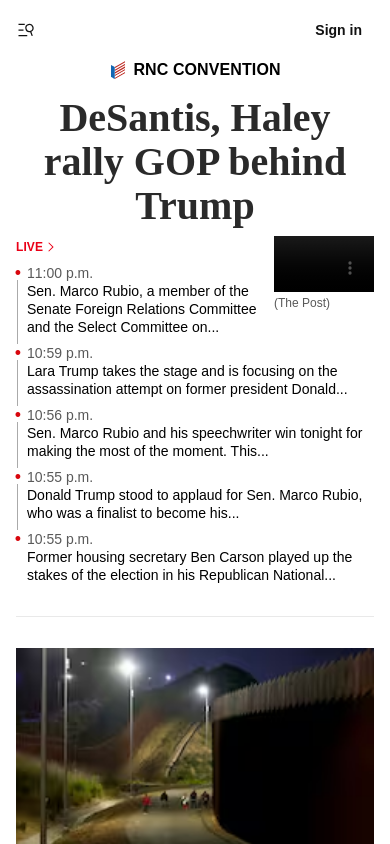 Sign in
RNC CONVENTION
DeSantis, Haley
rally GOP behind
Trump
LIVE
(The Post)
11:00 p.m.
Sen. Marco Rubio, a member of the
Senate Foreign Relations Committee
and the Select Committee on...
10:59 p.m.
Lara Trump takes the stage and is focusing on the
assassination attempt on former president Donald...
10:56 p.m.
Sen. Marco Rubio and his speechwriter win tonight for
making the most of the moment. This...
10:55 p.m.
Donald Trump stood to applaud for Sen. Marco Rubio,
who was a finalist to become his...
10:55 p.m.
Former housing secretary Ben Carson played up the
stakes of the election in his Republican National...